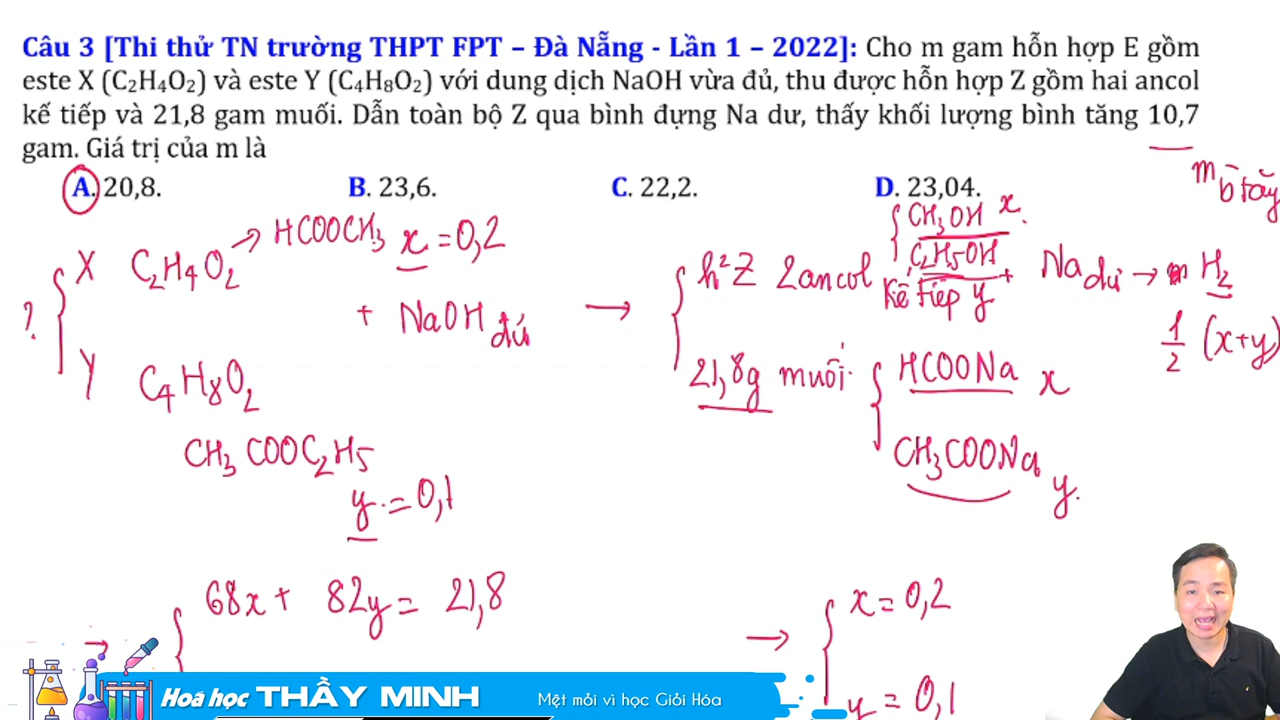 Câu 3 [Thi thử TN trường THPT FPT – Đà Nẵng - Lần 1 – 2022]: Cho m gam hỗn hợp E gồm
este X (C₂H₄O₂) và este Y (C₄H₈O₂) với dung dịch NaOH vừa đủ, thu được hỗn hợp Z gồm hai ancol
kế tiếp và 21,8 gam muối. Dẫn toàn bộ Z qua bình đựng Na dư, thấy khối lượng bình tăng 10,7
gam. Giá trị của m là
A. 20,8. B. 23,6. C. 22,2. D. 23,04.
m b tăng
X C₂H₄O₂ → HCOOCH₃ x = 0,2
?
+ NaOH đủ →
Y C₄H₈O₂
CH₃COOC₂H₅
y = 0,1
h² Z 2 ancol
CH₃OH x
C₂H₅OH
kế tiếp y
+ Na dư → H₂
1/2 (x+y)
21,8g muối
HCOONa x
CH₃COONa y
→ 68x + 82y = 21,8
→ x = 0,2
y = 0,1
Hoá học THẦY MINH
Mệt mỏi vì học Giỏi Hóa